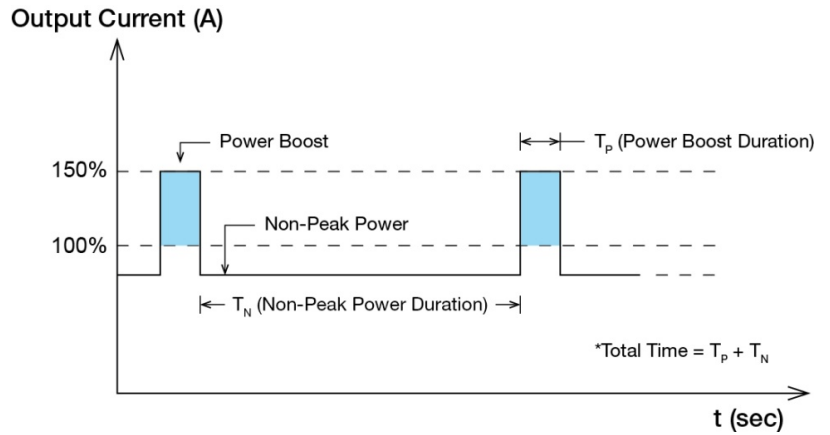 Output Current (A)
Power Boost
T_P (Power Boost Duration)
150%
Non-Peak Power
100%
T_N (Non-Peak Power Duration)
*Total Time = T_P + T_N
t (sec)